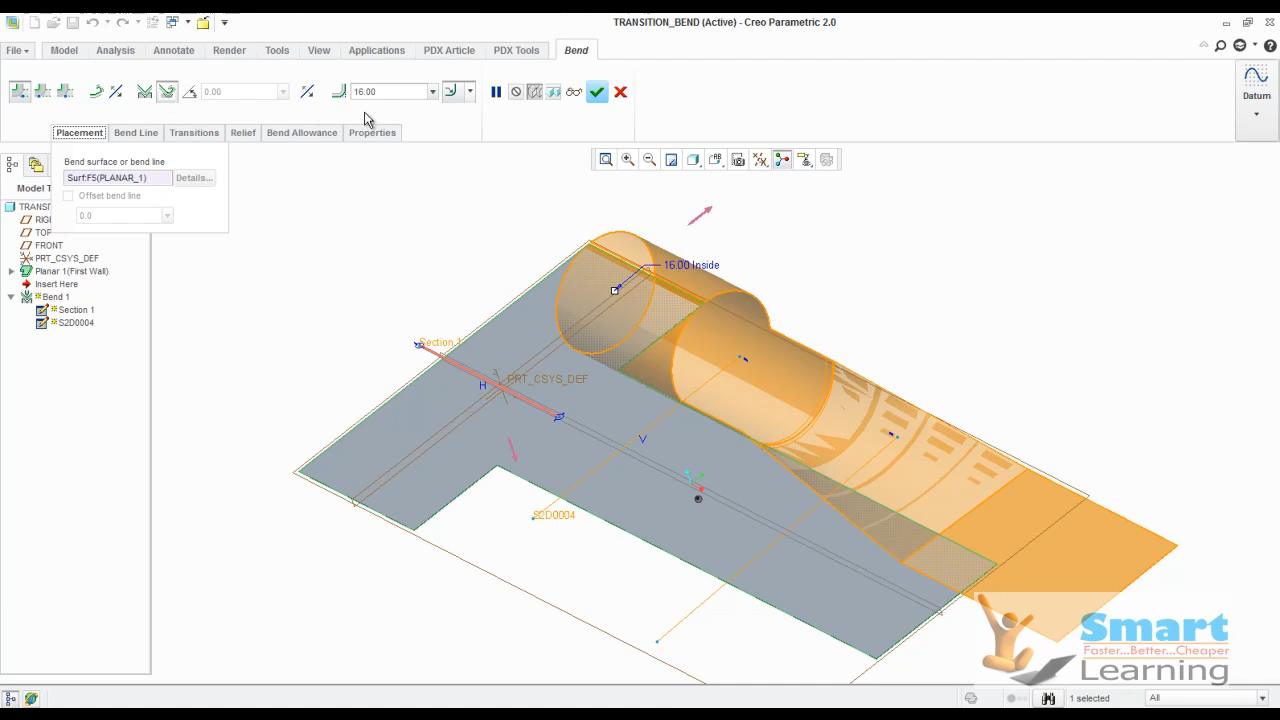 TRANSITION_BEND (Active) - Creo Parametric 2.0
File Model Analysis Annotate Render Tools View Applications PDX Article PDX Tools Bend
0.00 16.00
Datum
Placement Bend Line Transitions Relief Bend Allowance Properties
Bend surface or bend line
Surf:F5(PLANAR_1) Details...
Offset bend line
0.0
Model T
TRANSI
RIG
TOP
FRONT
PRT_CSYS_DEF
Planar 1(First Wall)
Insert Here
Bend 1
Section 1
S2D0004
16.00 Inside
Section 1
H PRT_CSYS_DEF
V
S2D0004
Smart
Faster...Better...Cheaper
Learning
1 selected All